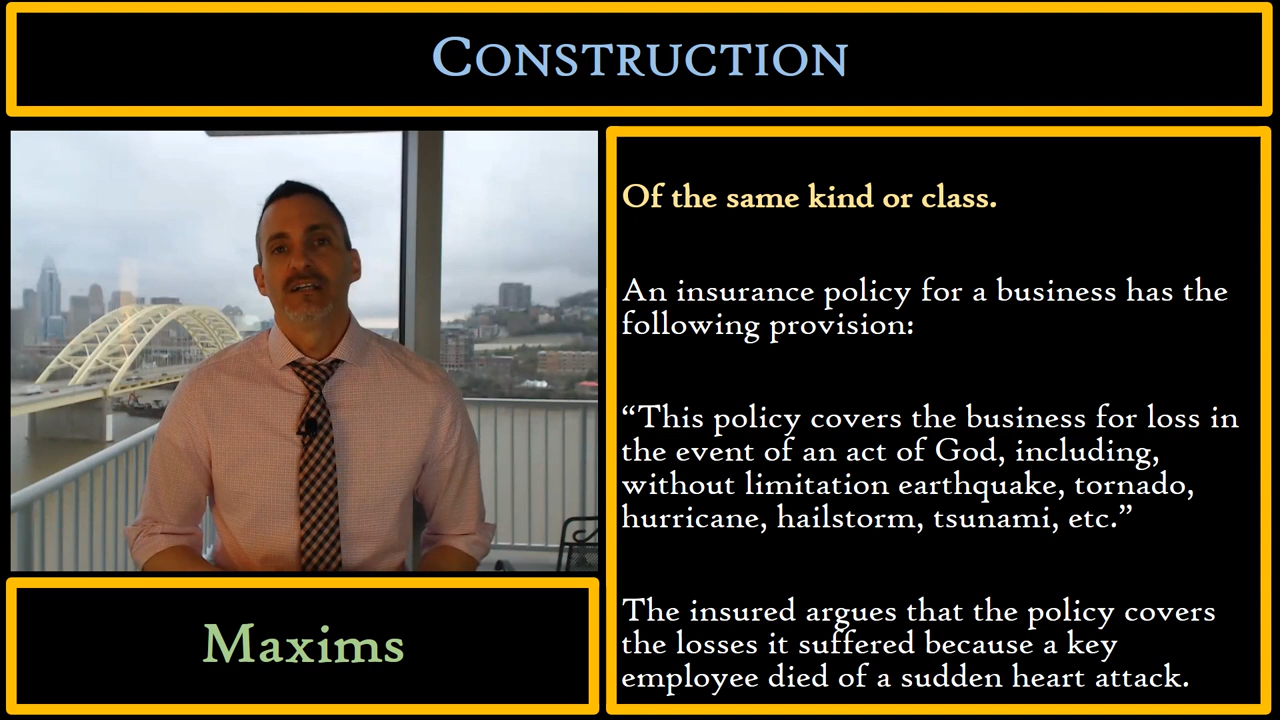 CONSTRUCTION
Of the same kind or class.
An insurance policy for a business has the
following provision:
“This policy covers the business for loss in
the event of an act of God, including,
without limitation earthquake, tornado,
hurricane, hailstorm, tsunami, etc.”
The insured argues that the policy covers
the losses it suffered because a key
employee died of a sudden heart attack.
Maxims